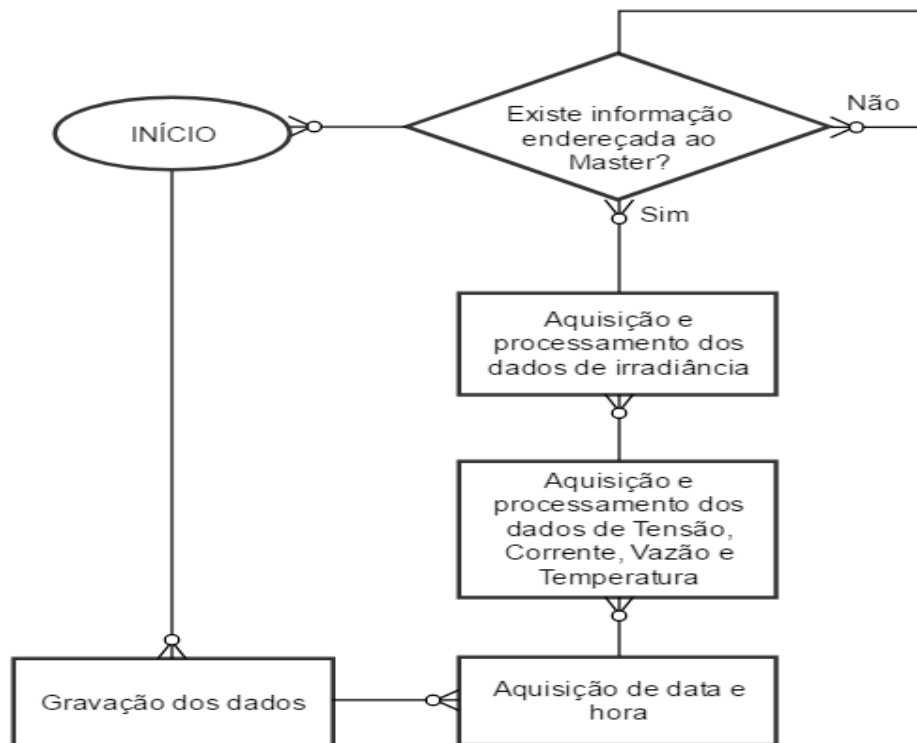 INÍCIO
Existe informação
endereçada ao
Master?
Não
Sim
Aquisição e
processamento dos
dados de irradiância
Aquisição e
processamento dos
dados de Tensão,
Corrente, Vazão e
Temperatura
Gravação dos dados
Aquisição de data e
hora